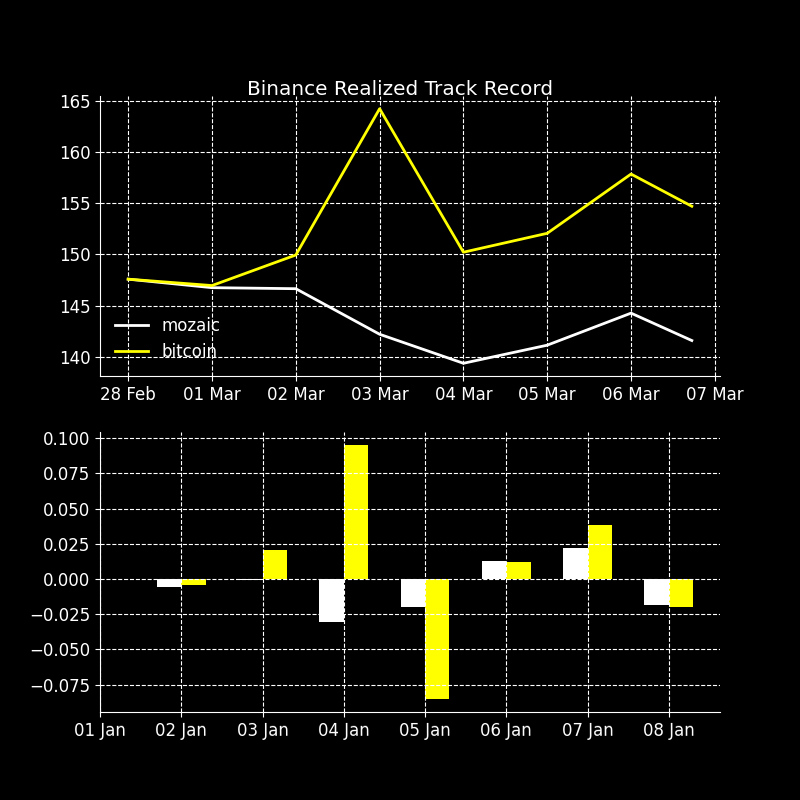 Binance Realized Track Record
165
160
155
150
145
140
mozaic
bitcoin
28 Feb 01 Mar 02 Mar 03 Mar 04 Mar 05 Mar 06 Mar 07 Mar
0.100
0.075
0.050
0.025
0.000
−0.025
−0.050
−0.075
01 Jan 02 Jan 03 Jan 04 Jan 05 Jan 06 Jan 07 Jan 08 Jan